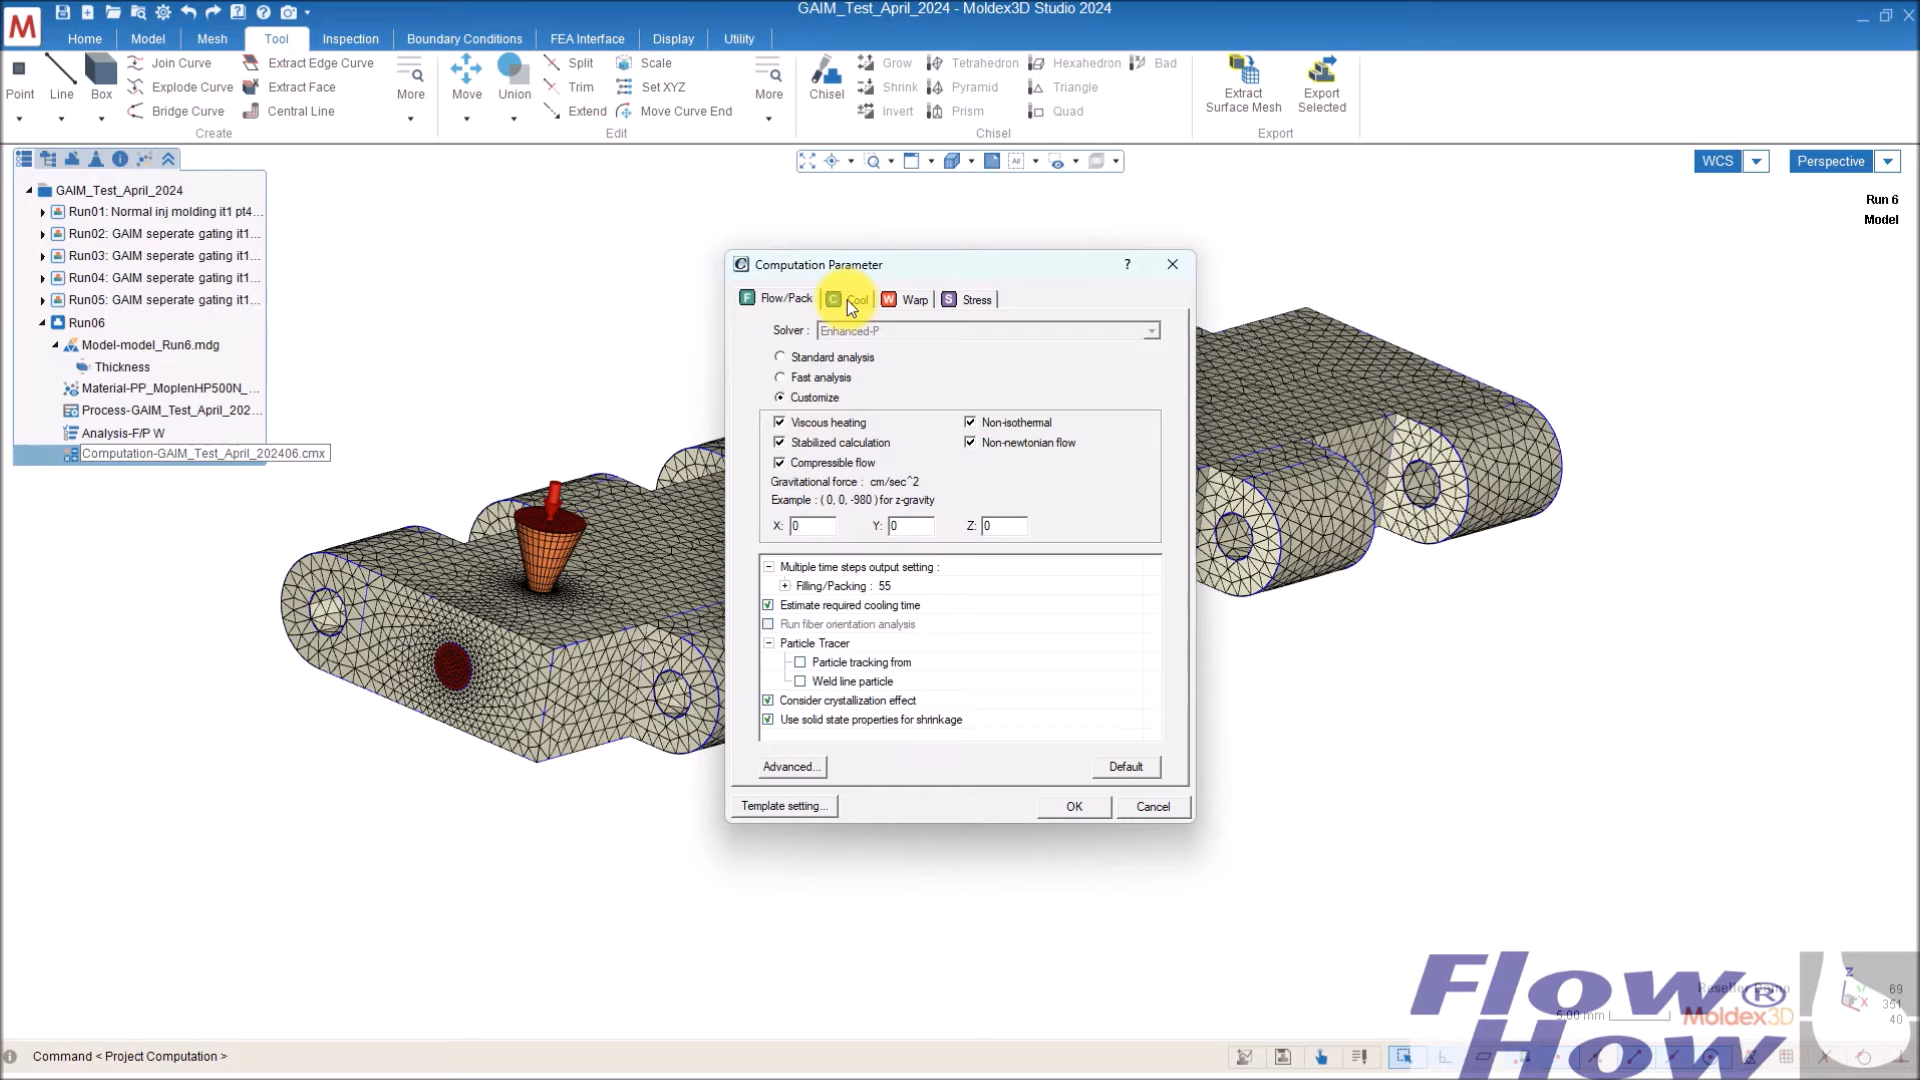 GAIM_Test_April_2024 - Moldex3D Studio 2024
M
Home
Model
Mesh
Tool
Inspection
Boundary Conditions
FEA Interface
Display
Utility
Point
Line
Box
Join Curve
Explode Curve
Bridge Curve
Extract Edge Curve
Extract Face
Central Line
More
Create
Move
Union
Split
Trim
Extend
Scale
Set XYZ
Move Curve End
More
Edit
Chisel
Grow
Shrink
Invert
Tetrahedron
Pyramid
Prism
Hexahedron
Triangle
Quad
Bad
Chisel
Extract
Surface Mesh
Export
Selected
Export
WCS
Perspective
Run 6
Model
GAIM_Test_April_2024
Run01: Normal inj molding it1 pt4...
Run02: GAIM seperate gating it1...
Run03: GAIM seperate gating it1...
Run04: GAIM seperate gating it1...
Run05: GAIM seperate gating it1...
Run06
Model-model_Run6.mdg
Thickness
Material-PP_MoplenHP500N_...
Process-GAIM_Test_April_202...
Analysis-F/P W
Computation-GAIM_Test_April_202406.cmx
Computation Parameter
?
F Flow/Pack
C Cool
W Warp
S Stress
Solver : Enhanced-P
Standard analysis
Fast analysis
Customize
Viscous heating
Non-isothermal
Stabilized calculation
Non-newtonian flow
Compressible flow
Gravitational force : cm/sec^2
Example : ( 0, 0, -980 ) for z-gravity
X: 0 Y: 0 Z: 0
Multiple time steps output setting :
Filling/Packing : 55
Estimate required cooling time
Run fiber orientation analysis
Particle Tracer
Particle tracking from
Weld line particle
Consider crystallization effect
Use solid state properties for shrinkage
Advanced...
Default
Template setting...
OK
Cancel
Flow®
How
Reseller Demo
Moldex3D
5.00 mm
Z
X
69
351
40
Command < Project Computation >